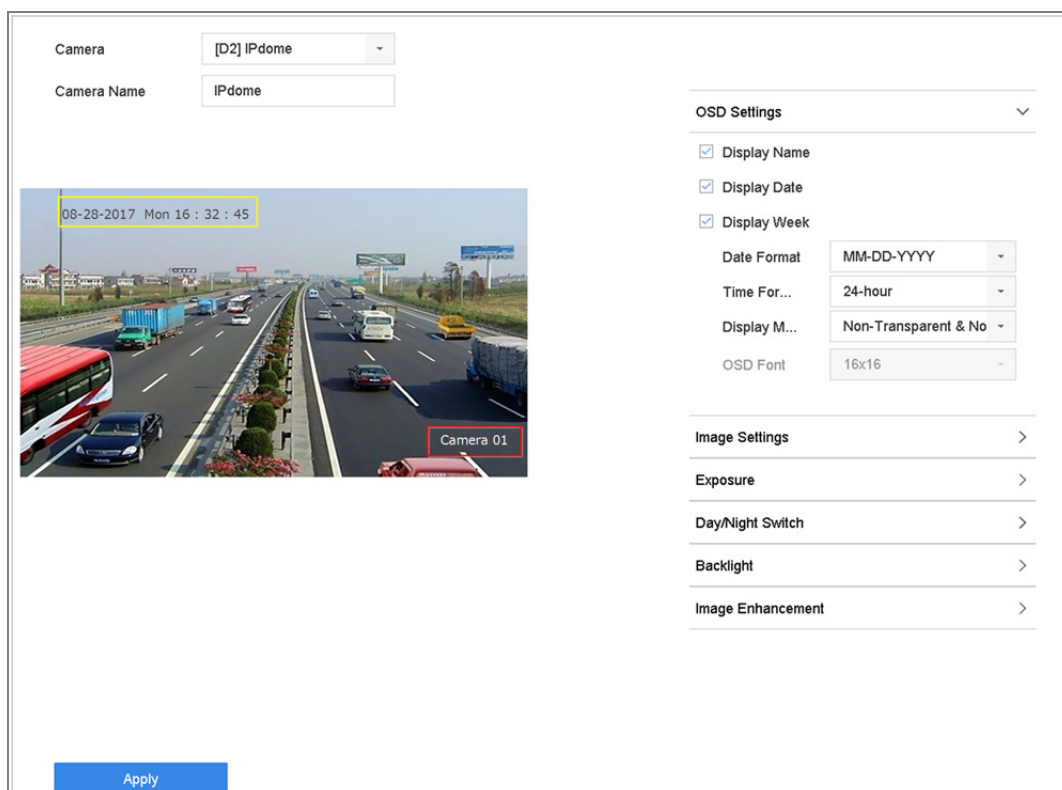 Camera [D2] IPdome
Camera Name IPdome
OSD Settings
Display Name
Display Date
Display Week
Date Format MM-DD-YYYY
Time For... 24-hour
Display M... Non-Transparent & No
OSD Font 16x16
08-28-2017 Mon 16 : 32 : 45
Camera 01
Image Settings
Exposure
Day/Night Switch
Backlight
Image Enhancement
Apply